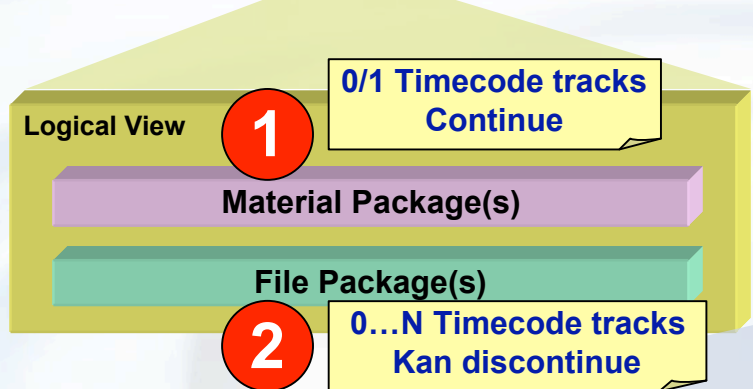 0/1 Timecode tracks
Continue
Logical View
1
Material Package(s)
File Package(s)
2
0…N Timecode tracks
Kan discontinue